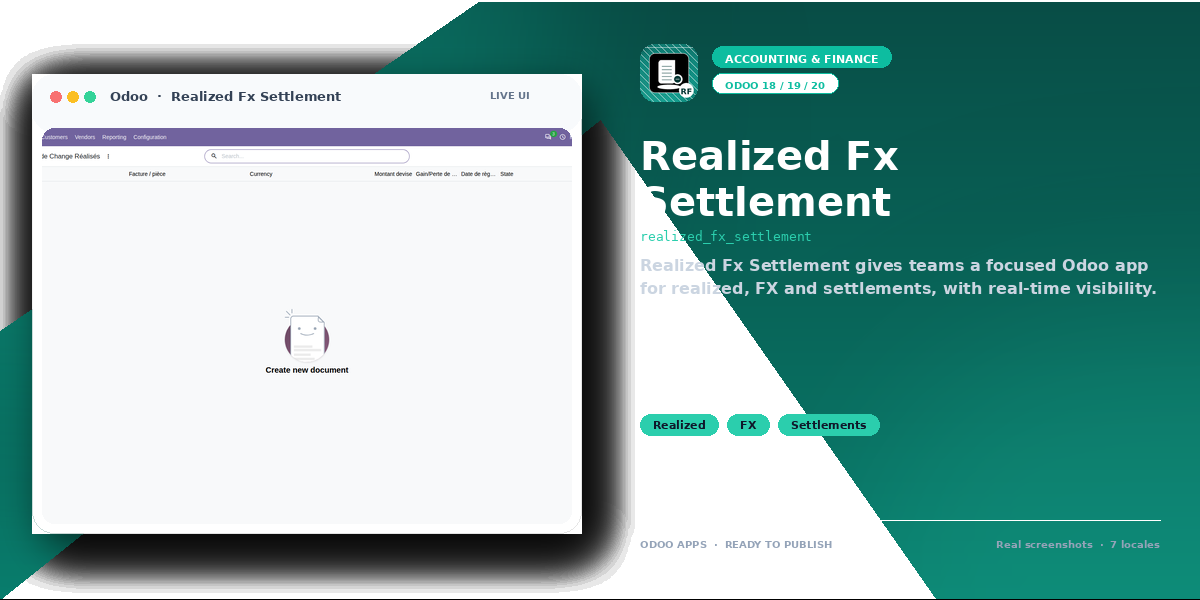 Odoo · Realized Fx Settlement
LIVE UI
Customers Vendors Reporting Configuration
de Change Réalisés
Search...
Facture / pièce Currency Montant devise Gain/Perte de ... Date de règ... State
Create new document
RF
ACCOUNTING & FINANCE
ODOO 18 / 19 / 20
Realized Fx
Settlement
realized_fx_settlement
Realized Fx Settlement gives teams a focused Odoo app
for realized, FX and settlements, with real-time visibility.
Realized FX Settlements
ODOO APPS · READY TO PUBLISH
Real screenshots · 7 locales